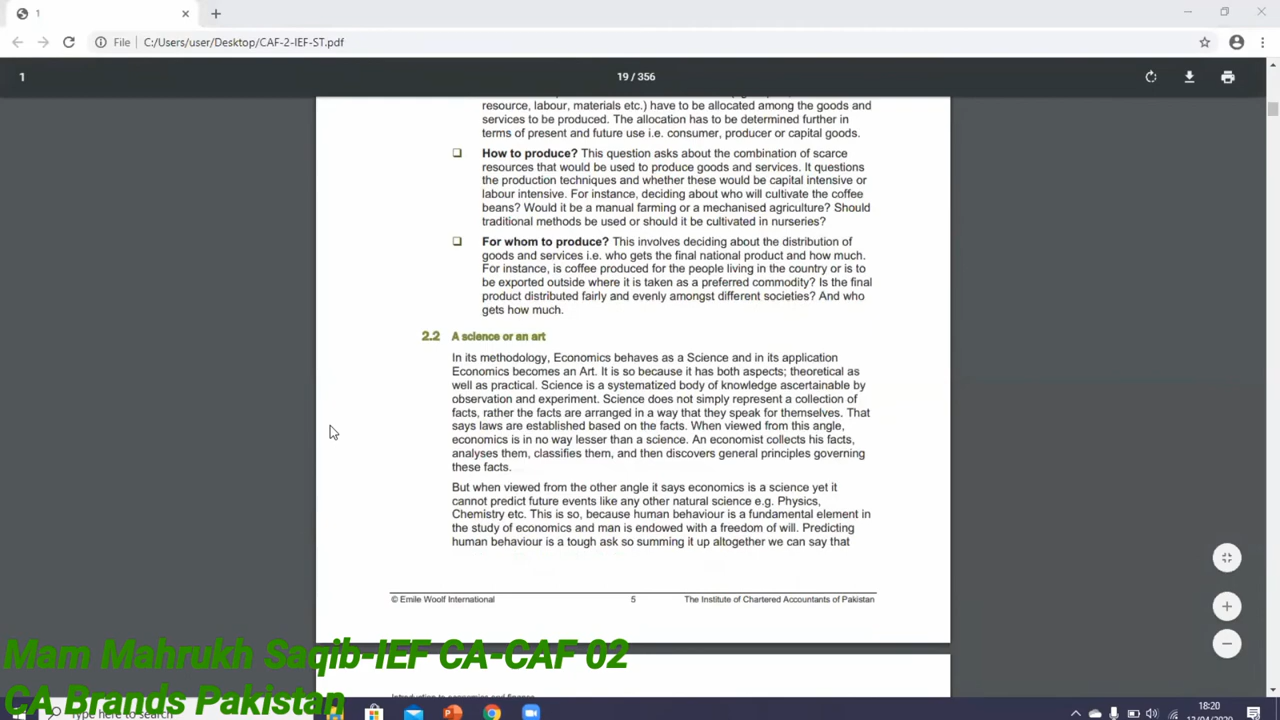 1
File C:/Users/user/Desktop/CAF-2-IEF-ST.pdf
1
19 / 356
resource, labour, materials etc.) have to be allocated among the goods and
services to be produced. The allocation has to be determined further in
terms of present and future use i.e. consumer, producer or capital goods.
How to produce? This question asks about the combination of scarce
resources that would be used to produce goods and services. It questions
the production techniques and whether these would be capital intensive or
labour intensive. For instance, deciding about who will cultivate the coffee
beans? Would it be a manual farming or a mechanised agriculture? Should
traditional methods be used or should it be cultivated in nurseries?
For whom to produce? This involves deciding about the distribution of
goods and services i.e. who gets the final national product and how much.
For instance, is coffee produced for the people living in the country or is to
be exported outside where it is taken as a preferred commodity? Is the final
product distributed fairly and evenly amongst different societies? And who
gets how much.
2.2 A science or an art
In its methodology, Economics behaves as a Science and in its application
Economics becomes an Art. It is so because it has both aspects; theoretical as
well as practical. Science is a systematized body of knowledge ascertainable by
observation and experiment. Science does not simply represent a collection of
facts, rather the facts are arranged in a way that they speak for themselves. That
says laws are established based on the facts. When viewed from this angle,
economics is in no way lesser than a science. An economist collects his facts,
analyses them, classifies them, and then discovers general principles governing
these facts.
But when viewed from the other angle it says economics is a science yet it
cannot predict future events like any other natural science e.g. Physics,
Chemistry etc. This is so, because human behaviour is a fundamental element in
the study of economics and man is endowed with a freedom of will. Predicting
human behaviour is a tough ask so summing it up altogether we can say that
© Emile Woolf International 5 The Institute of Chartered Accountants of Pakistan
Mam Mahrukh Saqib-IEF CA-CAF 02
Introduction to economics and finance
CA Brands Pakistan
Type here to search
18:20